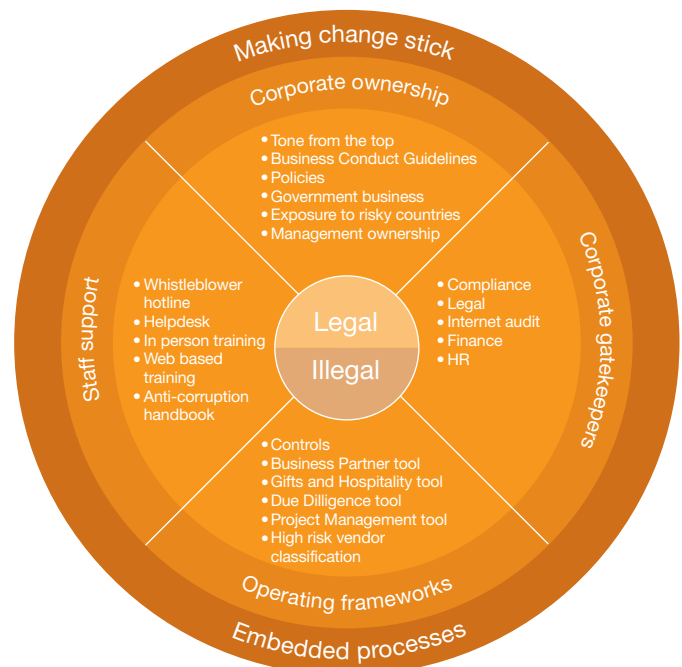 Making change stick
Corporate ownership
• Tone from the top
• Business Conduct Guidelines
• Policies
• Government business
• Exposure to risky countries
• Management ownership
Staff support
• Whistleblower
hotline
• Helpdesk
• In person training
• Web based
training
• Anti-corruption
handbook
Legal
Illegal
• Compliance
• Legal
• Internet audit
• Finance
• HR
Corporate gatekeepers
• Controls
• Business Partner tool
• Gifts and Hospitality tool
• Due Dilligence tool
• Project Management tool
• High risk vendor
classification
Operating frameworks
Embedded processes